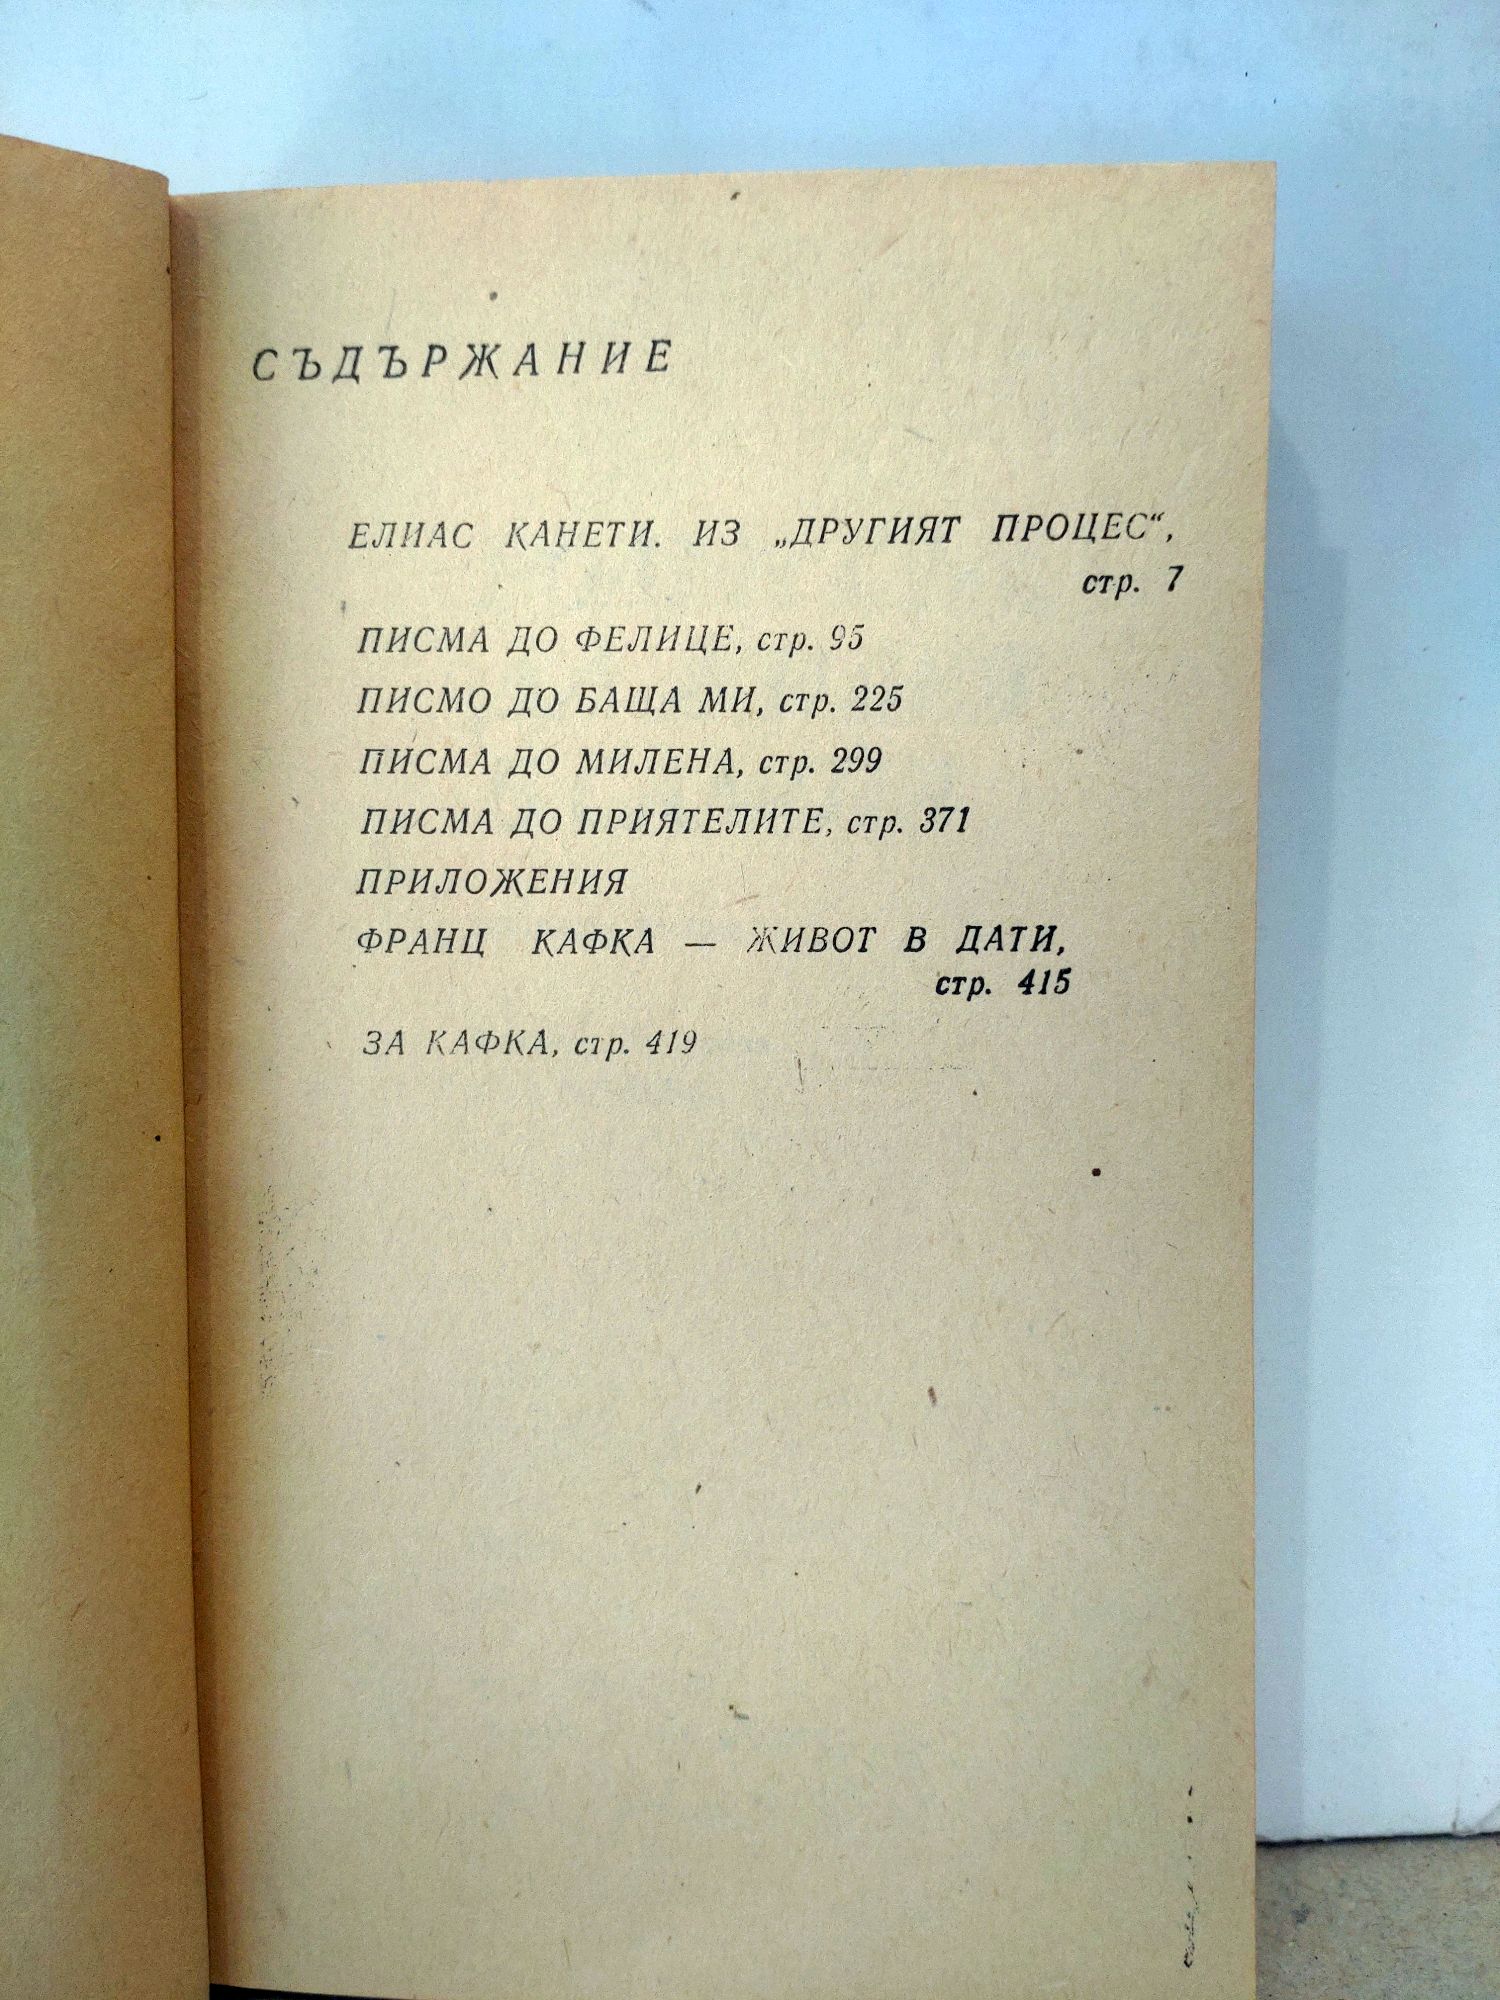 СЪДЪРЖАНИЕ
ЕЛИАС КАНЕТИ. ИЗ „ДРУГИЯТ ПРОЦЕС“,
стр. 7
ПИСМА ДО ФЕЛИЦЕ, стр. 95
ПИСМО ДО БАЩА МИ, стр. 225
ПИСМА ДО МИЛЕНА, стр. 299
ПИСМА ДО ПРИЯТЕЛИТЕ, стр. 371
ПРИЛОЖЕНИЯ
ФРАНЦ КАФКА — ЖИВОТ В ДАТИ,
стр. 415
ЗА КАФКА, стр. 419